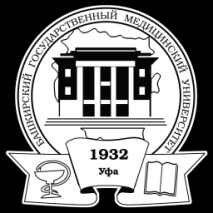 БАШКИРСКИЙ ГОСУДАРСТВЕННЫЙ МЕДИЦИНСКИЙ УНИВЕРСИТЕТ
1932
Уфа